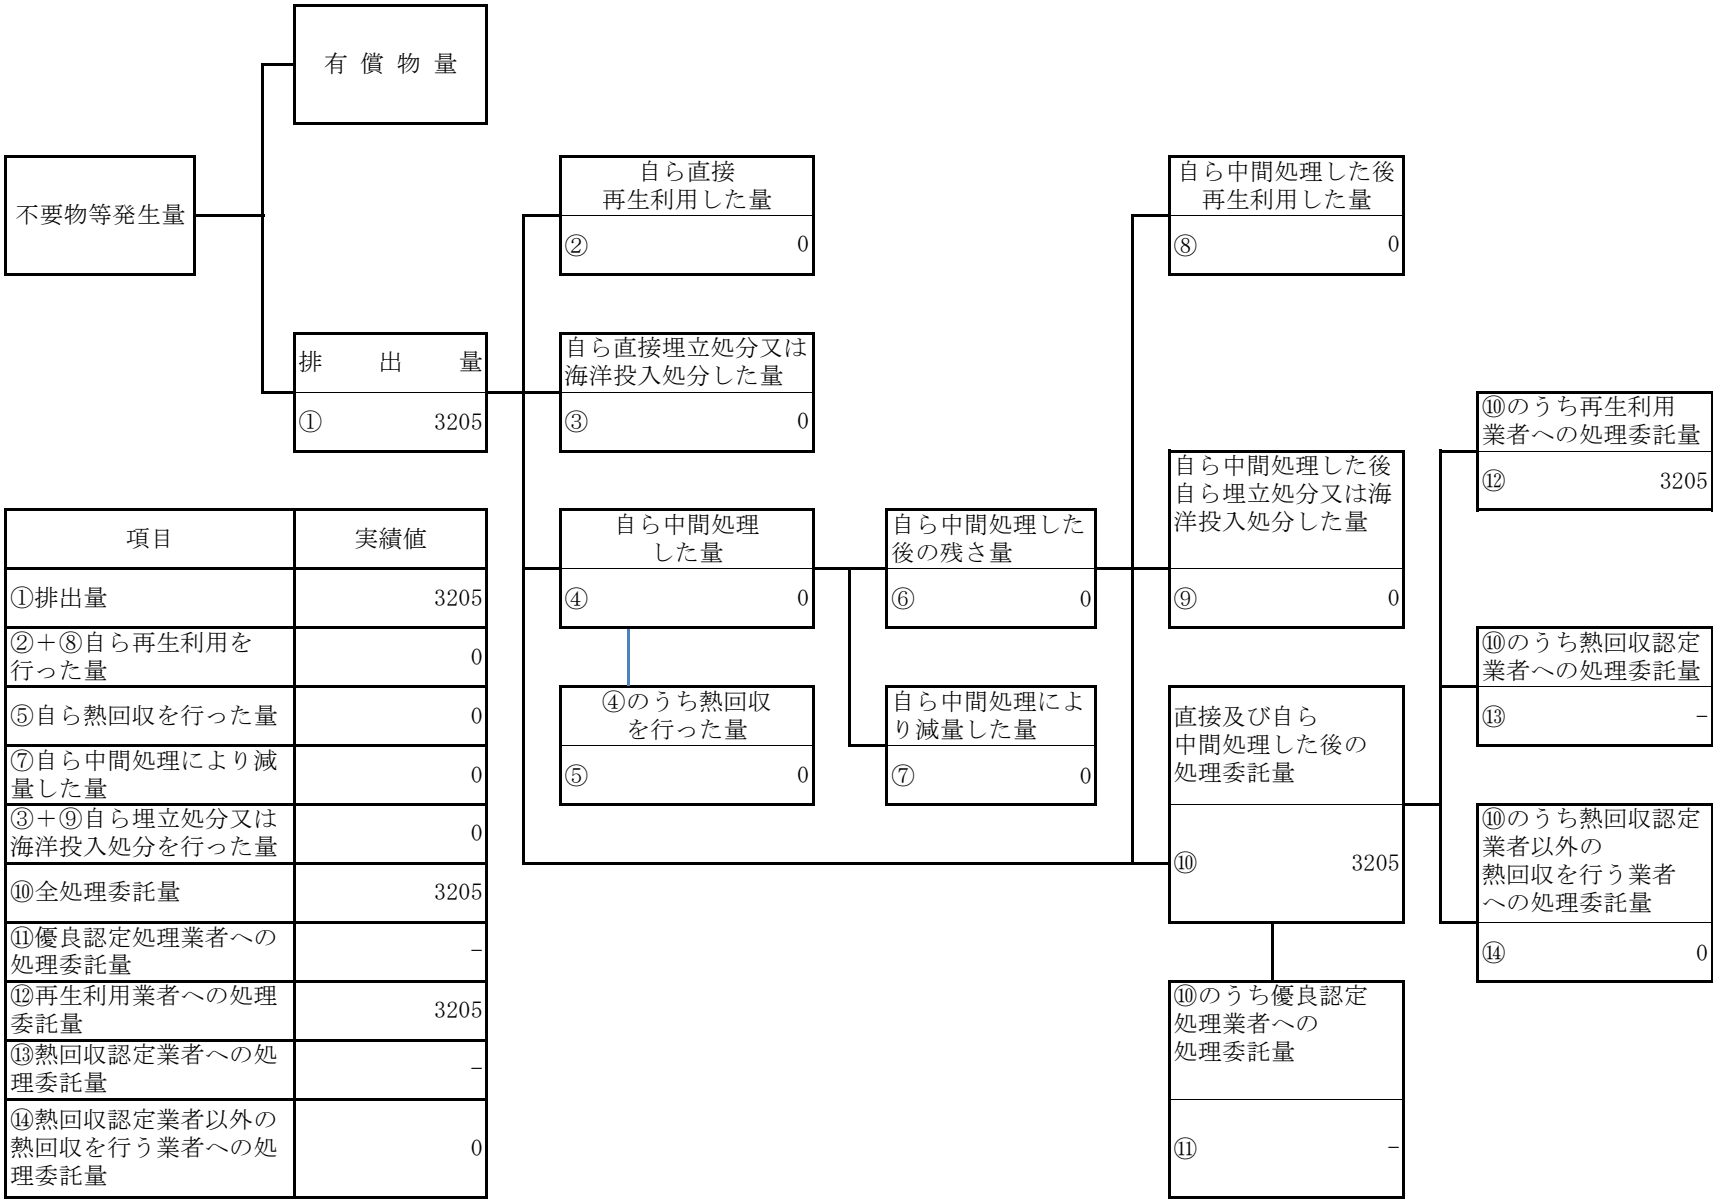 有償物量
不要物等発生量
排出量
① 3205
自ら直接
再生利用した量
② 0
自ら直接埋立処分又は
海洋投入処分した量
③ 0
自ら中間処理
した量
④ 0
④のうち熱回収
を行った量
⑤ 0
自ら中間処理した
後の残さ量
⑥ 0
自ら中間処理によ
り減量した量
⑦ 0
自ら中間処理した後
再生利用した量
⑧ 0
自ら中間処理した後
自ら埋立処分又は海
洋投入処分した量
⑨ 0
直接及び自ら
中間処理した後の
処理委託量
⑩ 3205
⑩のうち優良認定
処理業者への
処理委託量
⑪ −
⑩のうち再生利用
業者への処理委託量
⑫ 3205
⑩のうち熱回収認定
業者への処理委託量
⑬ −
⑩のうち熱回収認定
業者以外の
熱回収を行う業者
への処理委託量
⑭ 0
項目 実績値
①排出量 3205
②＋⑧自ら再生利用を
行った量 0
⑤自ら熱回収を行った量 0
⑦自ら中間処理により減
量した量 0
③＋⑨自ら埋立処分又は
海洋投入処分を行った量 0
⑩全処理委託量 3205
⑪優良認定処理業者への
処理委託量 −
⑫再生利用業者への処理
委託量 3205
⑬熱回収認定業者への処
理委託量 −
⑭熱回収認定業者以外の
熱回収を行う業者への処
理委託量 0